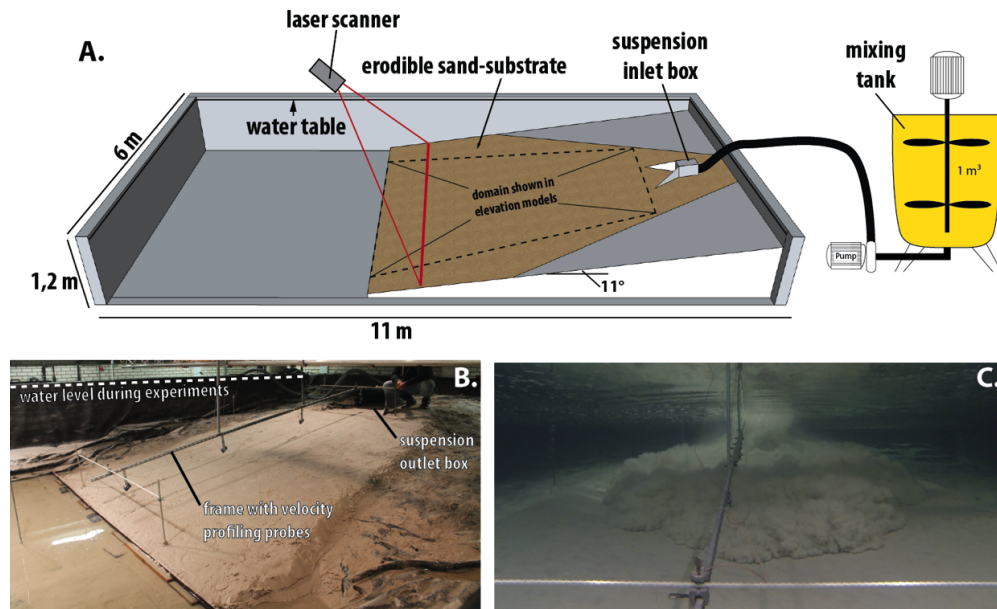 A.
laser scanner
erodible sand-substrate
suspension
inlet box
mixing
tank
water table
6 m
1 m³
domain shown in
elevation models
Pump
1,2 m
11°
11 m
B.
water level during experiments
suspension
outlet box
frame with velocity
profiling probes
C.